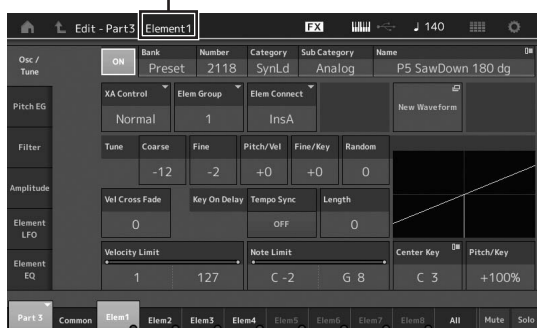 Edit - Part3 Element1 FX ♩ 140
Osc / Tune
Pitch EG
Filter
Amplitude
Element LFO
Element EQ
ON
Bank Number Category Sub Category Name
Preset 2118 SynLd Analog P5 SawDown 180 dg
XA Control Elem Group Elem Connect New Waveform
Normal 1 InsA
Tune Coarse Fine Pitch/Vel Fine/Key Random
-12 -2 +0 +0 0
Vel Cross Fade Key On Delay Tempo Sync Length
0 OFF 0
Velocity Limit Note Limit Center Key Pitch/Key
1 127 C -2 G 8 C 3 +100%
Part 3 Common Elem1 Elem2 Elem3 Elem4 Elem5 Elem6 Elem7 Elem8 All Mute Solo